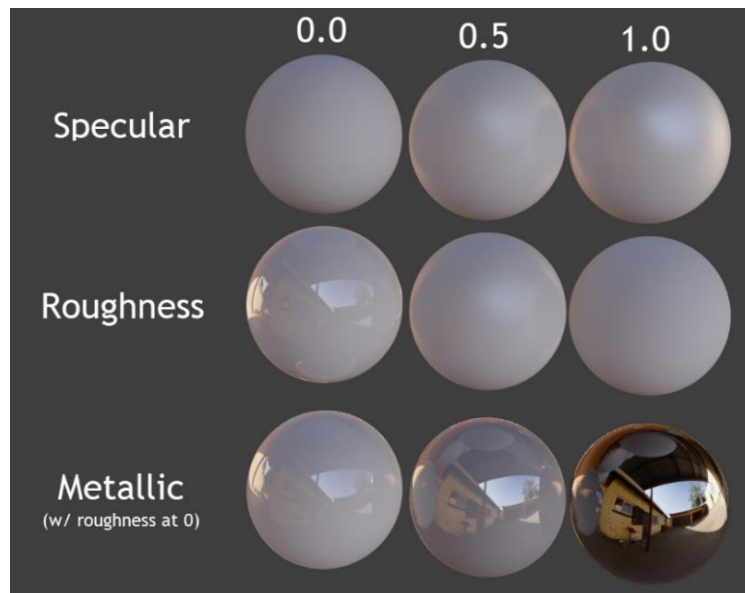 0.0 0.5 1.0
Specular
Roughness
Metallic
(w/ roughness at 0)